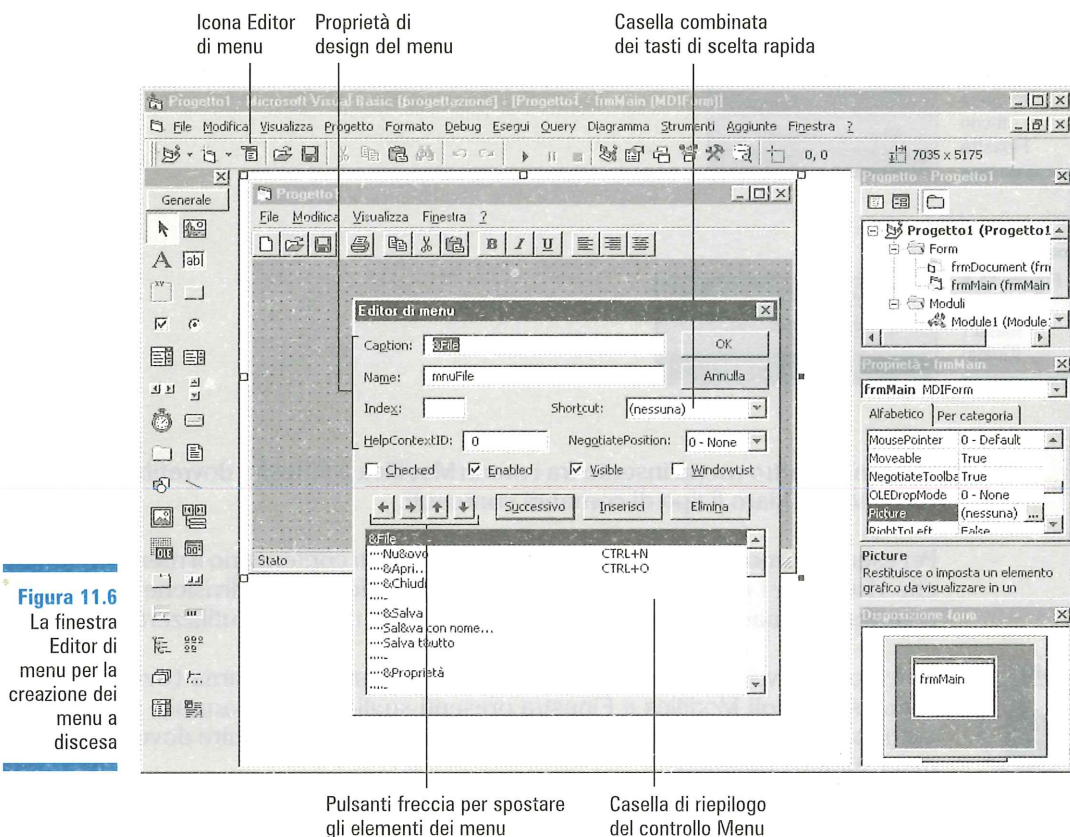 Icona Editor
di menu
Proprietà di
design del menu
Casella combinata
dei tasti di scelta rapida
Progetto1 - Microsoft Visual Basic [progettazione] - [Progetto1 - frmMain (MDIForm)]
File Modifica Visualizza Progetto Formato Debug Esegui Query Diagramma Strumenti Aggiunte Finestra ?
0, 0 7035 x 5175
Generale
Progetto1
File Modifica Visualizza Finestra ?
B I U
Editor di menu
Caption: &File OK
Name: mnuFile Annulla
Index: Shortcut: (nessuna)
HelpContextID: 0 NegotiatePosition: 0 - None
Checked Enabled Visible WindowList
Successivo Inserisci Elimina
&File
····Nu&ovo CTRL+N
····&Apri... CTRL+O
····&Chiudi
····-
····&Salva
····Sal&va con nome...
····Salva t&utto
····-
····&Proprietà
····-
Stato
Progetto - Progetto1
Progetto1 (Progetto1
Form
frmDocument (frm
frmMain (frmMain
Moduli
Module1 (Module
Proprietà - frmMain
frmMain MDIForm
Alfabetico Per categoria
MousePointer 0 - Default
Moveable True
NegotiateToolba True
OLEDropMode 0 - None
Picture (nessuna) ...
RightToLeft False
Picture
Restituisce o imposta un elemento
grafico da visualizzare in un
Disposizione form
frmMain
Figura 11.6
La finestra
Editor di
menu per la
creazione dei
menu a
discesa
Pulsanti freccia per spostare
gli elementi dei menu
Casella di riepilogo
del controllo Menu